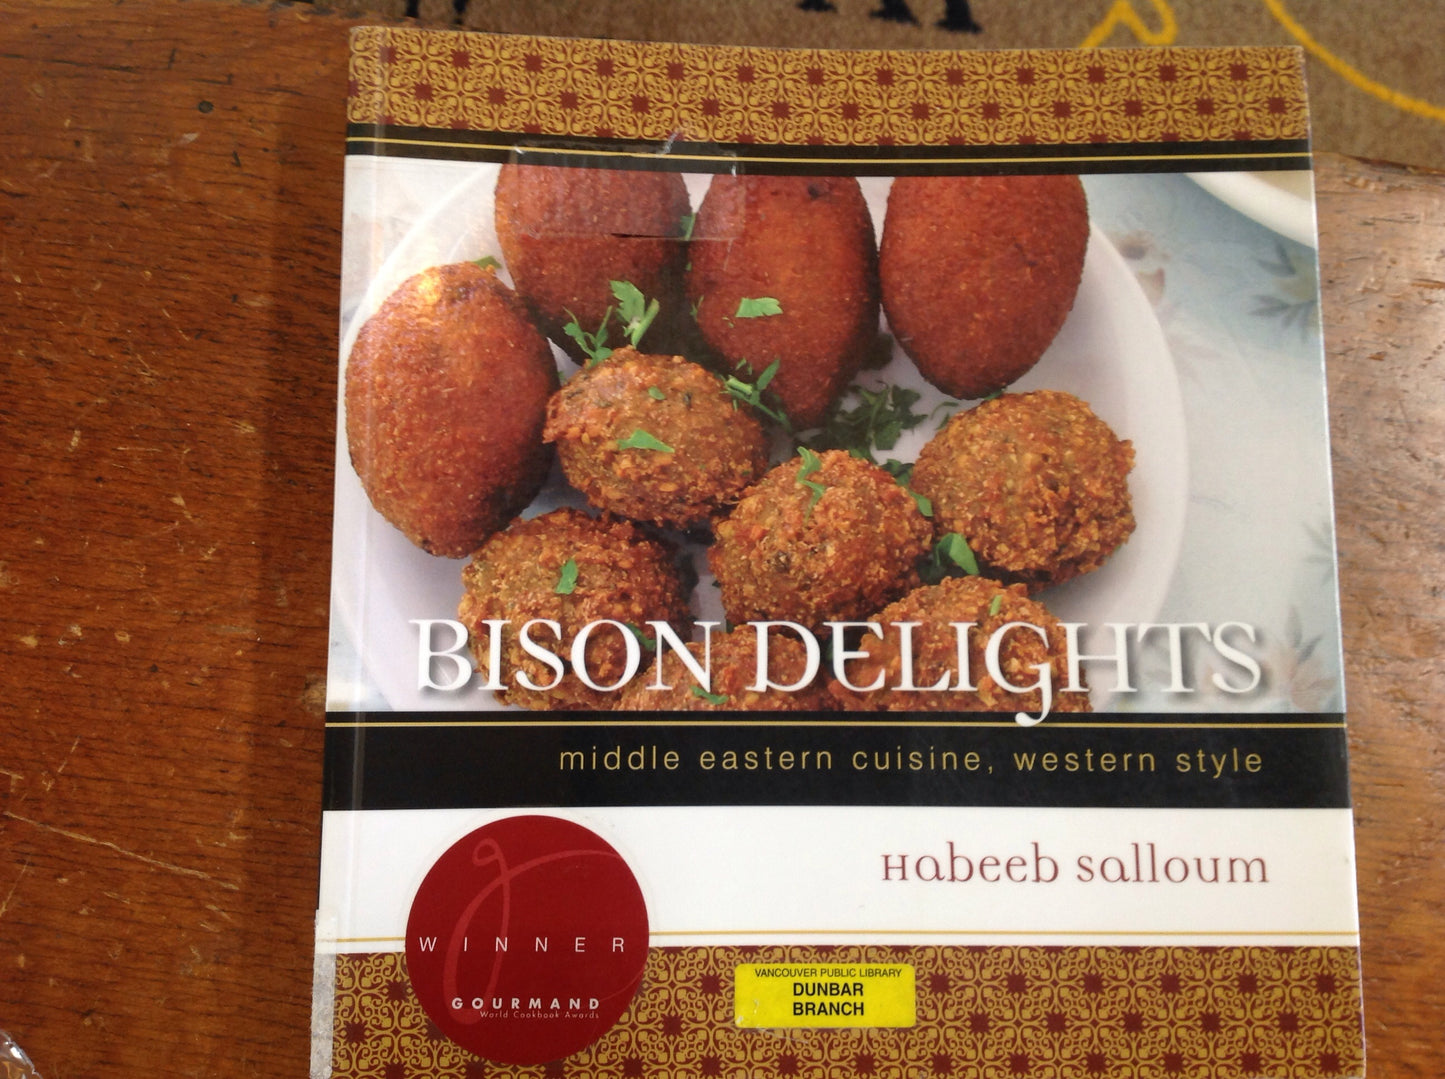 BISON DELIGHTS
middle eastern cuisine, western style
Habeeb Salloum
WINNER
GOURMAND
World Cookbook Awards
VANCOUVER PUBLIC LIBRARY
DUNBAR
BRANCH